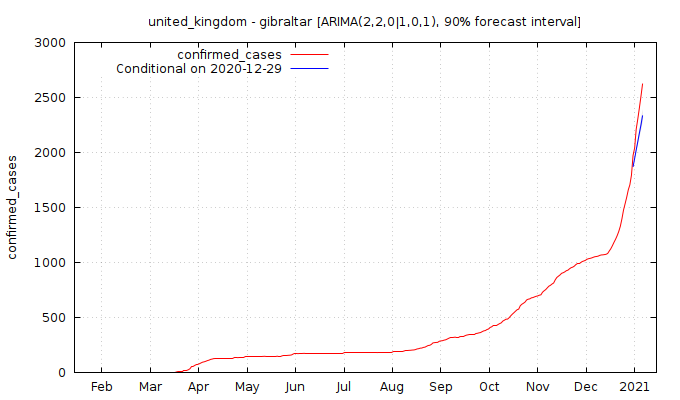 united_kingdom - gibraltar [ARIMA(2,2,0|1,0,1), 90% forecast interval]
3000
confirmed_cases
Conditional on 2020-12-29
2500
2000
1500
1000
500
0
confirmed_cases
Feb Mar Apr May Jun Jul Aug Sep Oct Nov Dec 2021